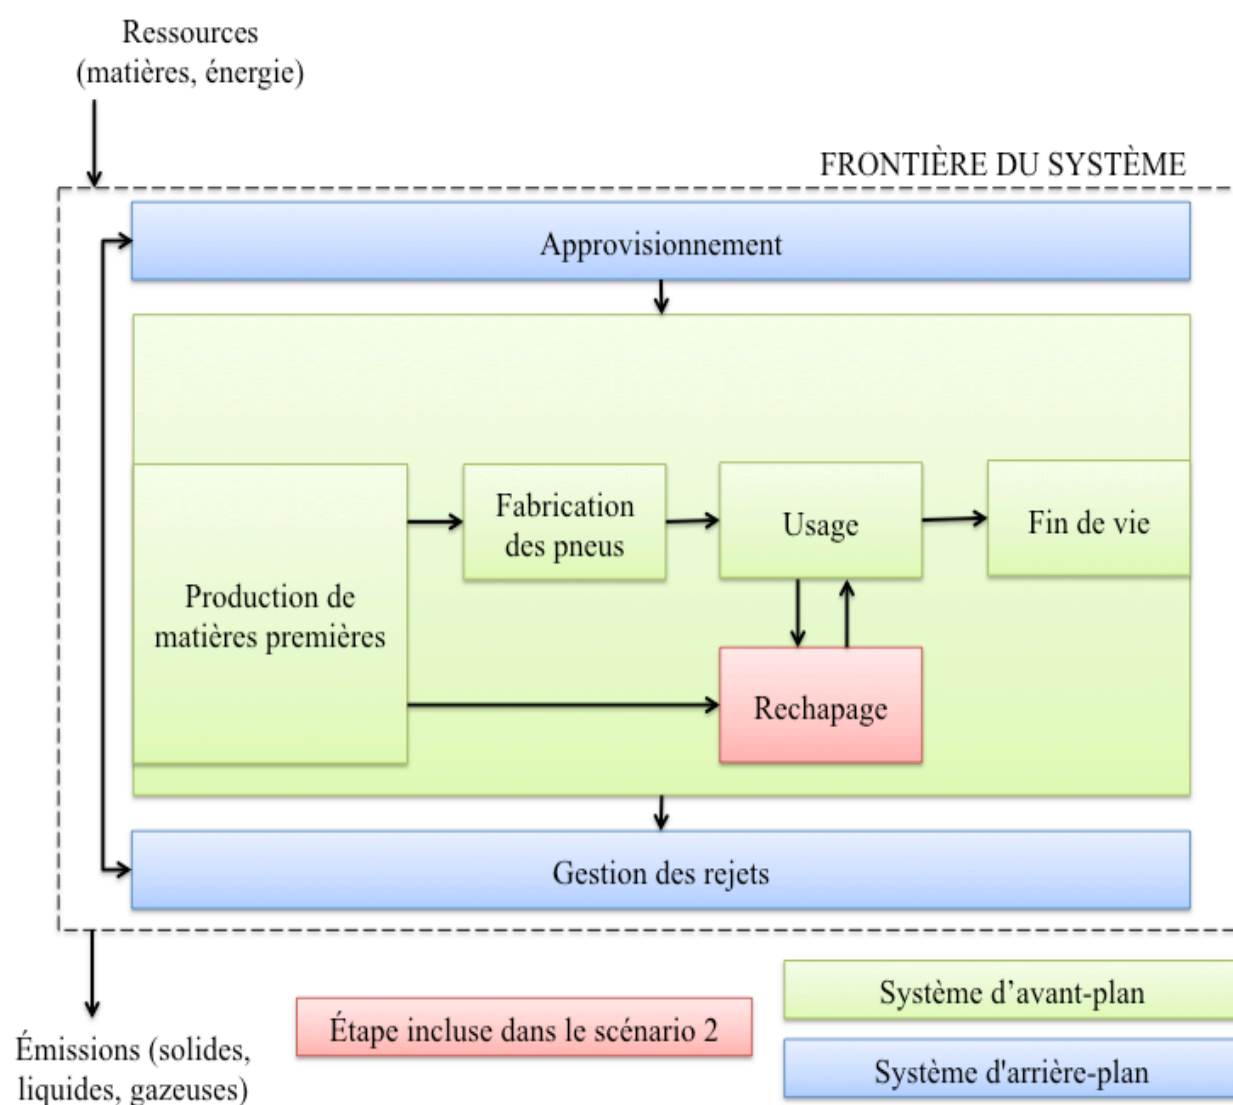 Ressources
(matières, énergie)
FRONTIÈRE DU SYSTÈME
Approvisionnement
Production de
matières premières
Fabrication
des pneus
Usage
Fin de vie
Rechapage
Gestion des rejets
Émissions (solides,
liquides, gazeuses)
Étape incluse dans le scénario 2
Système d’avant-plan
Système d'arrière-plan